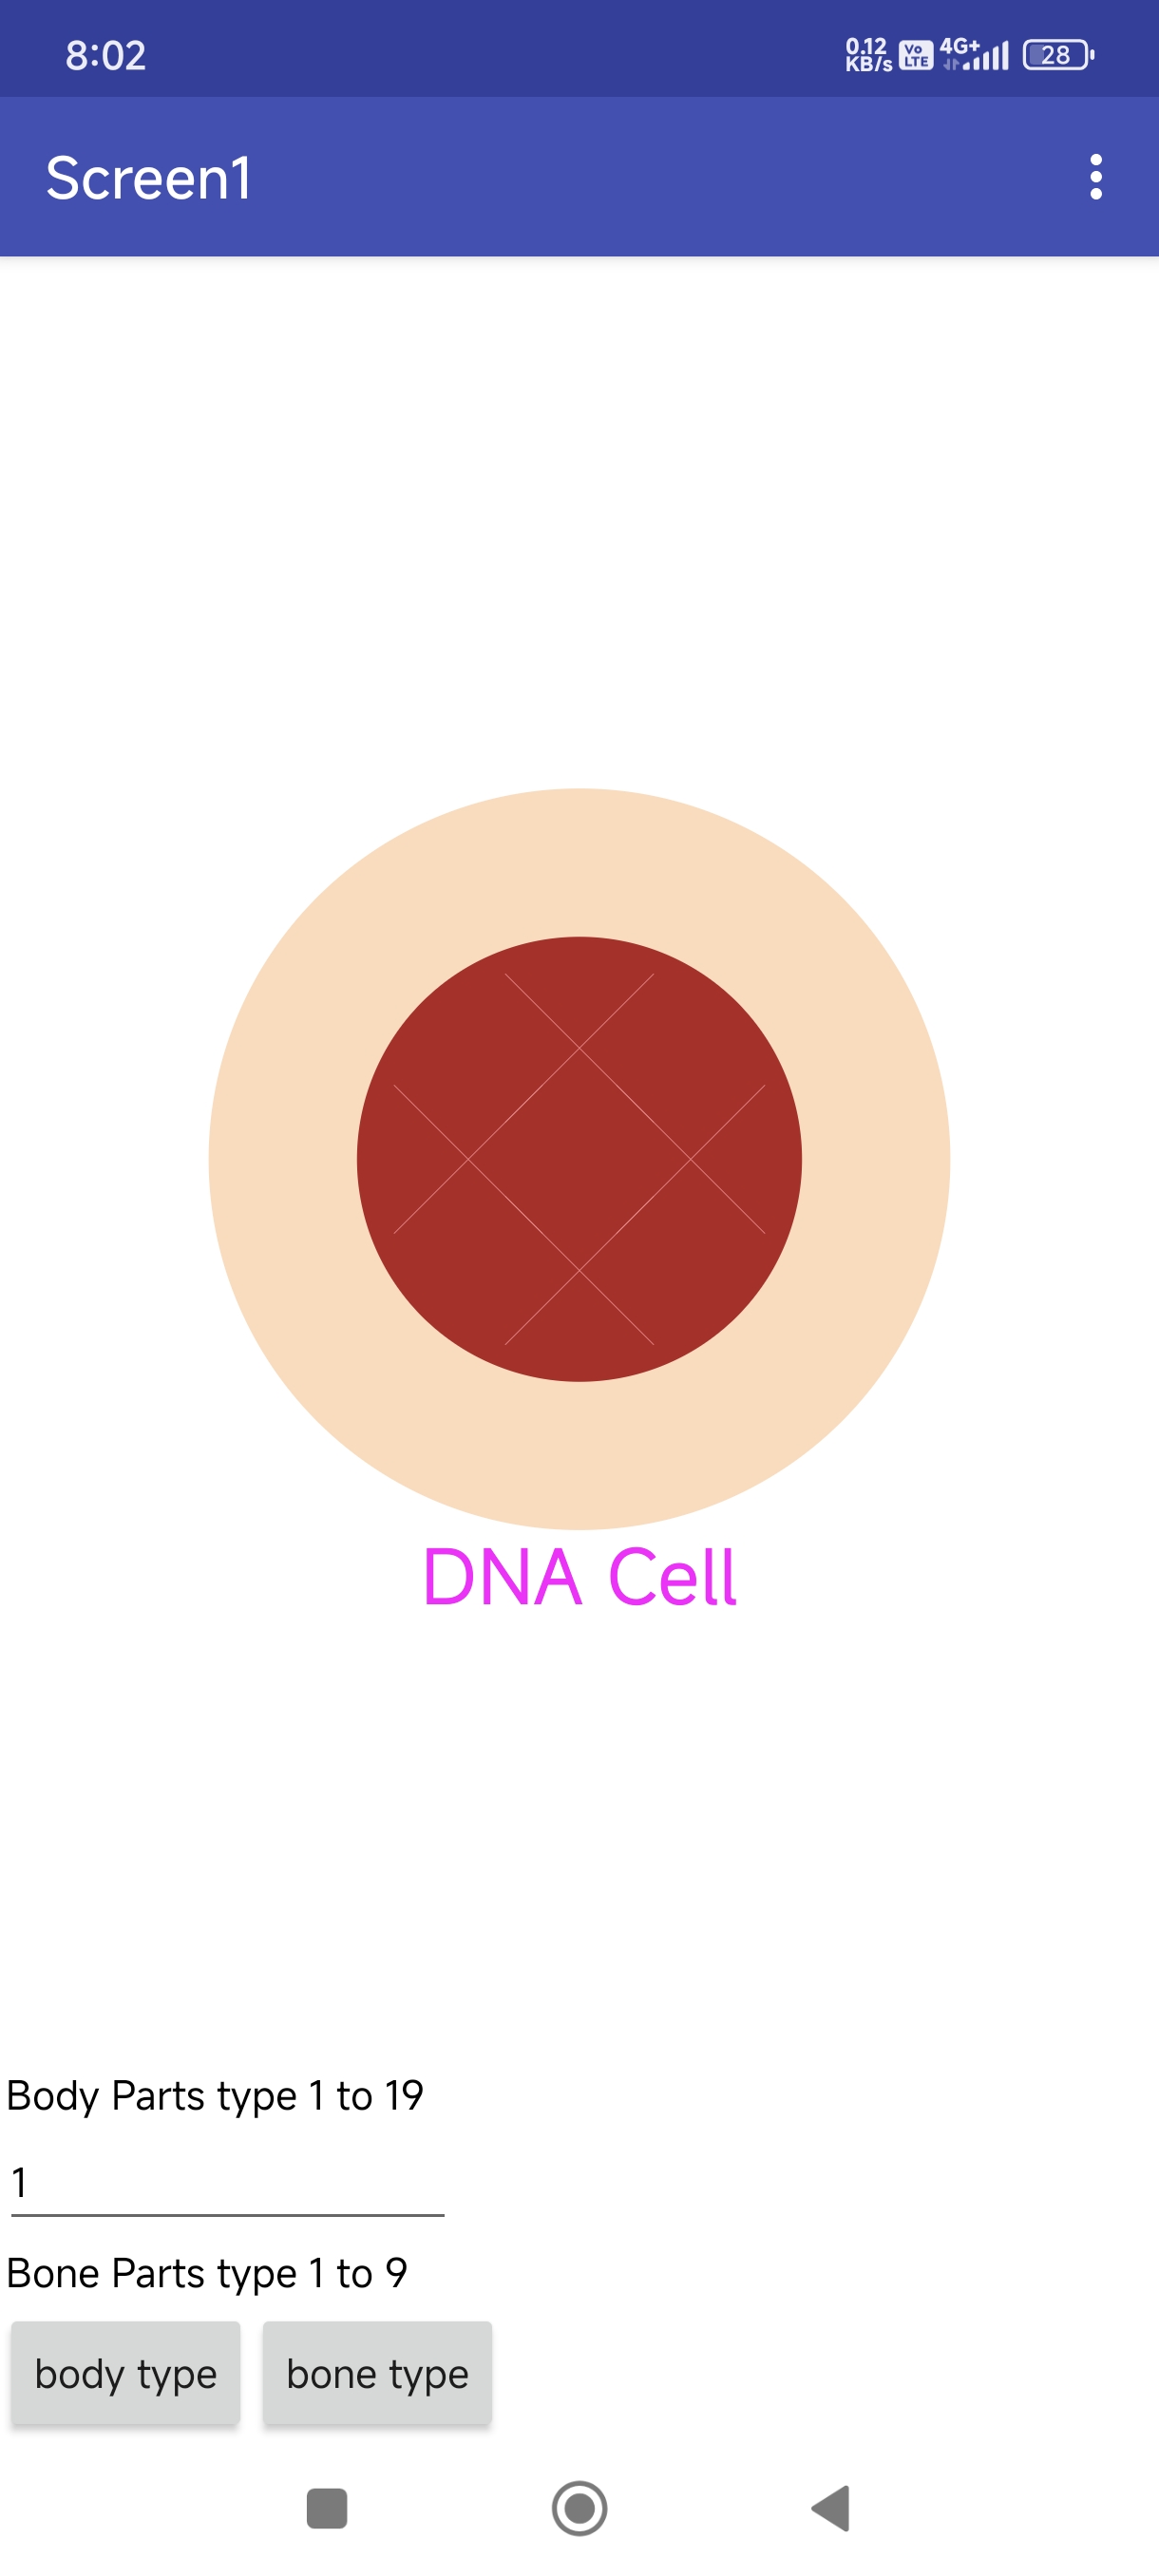 8:02 0.12 KB/s Vo LTE 4G+ 28
Screen1
DNA Cell
Body Parts type 1 to 19
1
Bone Parts type 1 to 9
body type bone type